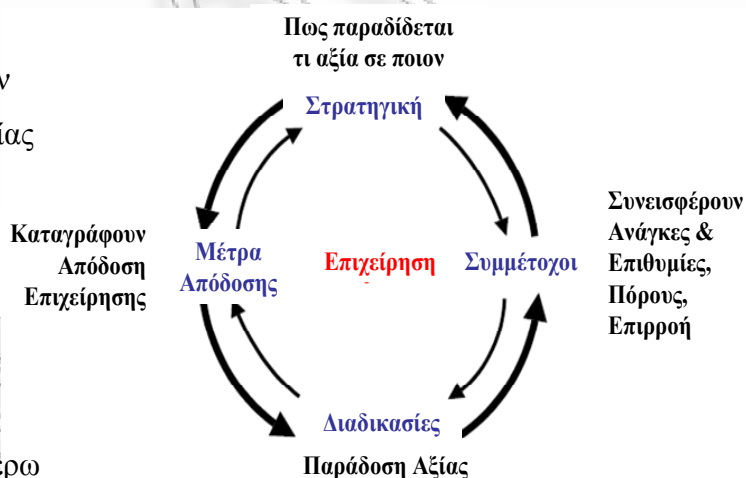 Πως παραδίδεται
τι αξία σε ποιον
Στρατηγική
Καταγράφουν
Απόδοση
Επιχείρησης
Μέτρα
Απόδοσης
Επιχείρηση
Συμμέτοχοι
Συνεισφέρουν
Ανάγκες &
Επιθυμίες,
Πόρους,
Επιρροή
Διαδικασίες
Παράδοση Αξίας